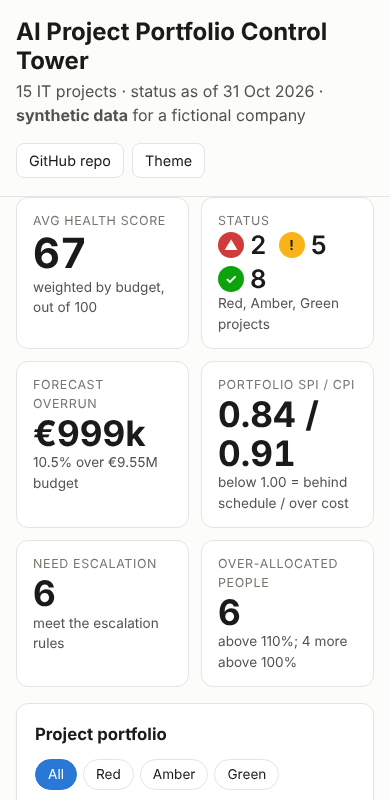 AI Project Portfolio Control
Tower
15 IT projects · status as of 31 Oct 2026 ·
synthetic data for a fictional company
GitHub repo
Theme
AVG HEALTH SCORE
67
weighted by budget,
out of 100
STATUS
2 ! 5
8
Red, Amber, Green
projects
FORECAST
OVERRUN
€999k
10.5% over €9.55M
budget
PORTFOLIO SPI / CPI
0.84 /
0.91
below 1.00 = behind
schedule / over cost
NEED ESCALATION
6
meet the escalation
rules
OVER-ALLOCATED
PEOPLE
6
above 110%; 4 more
above 100%
Project portfolio
All
Red
Amber
Green